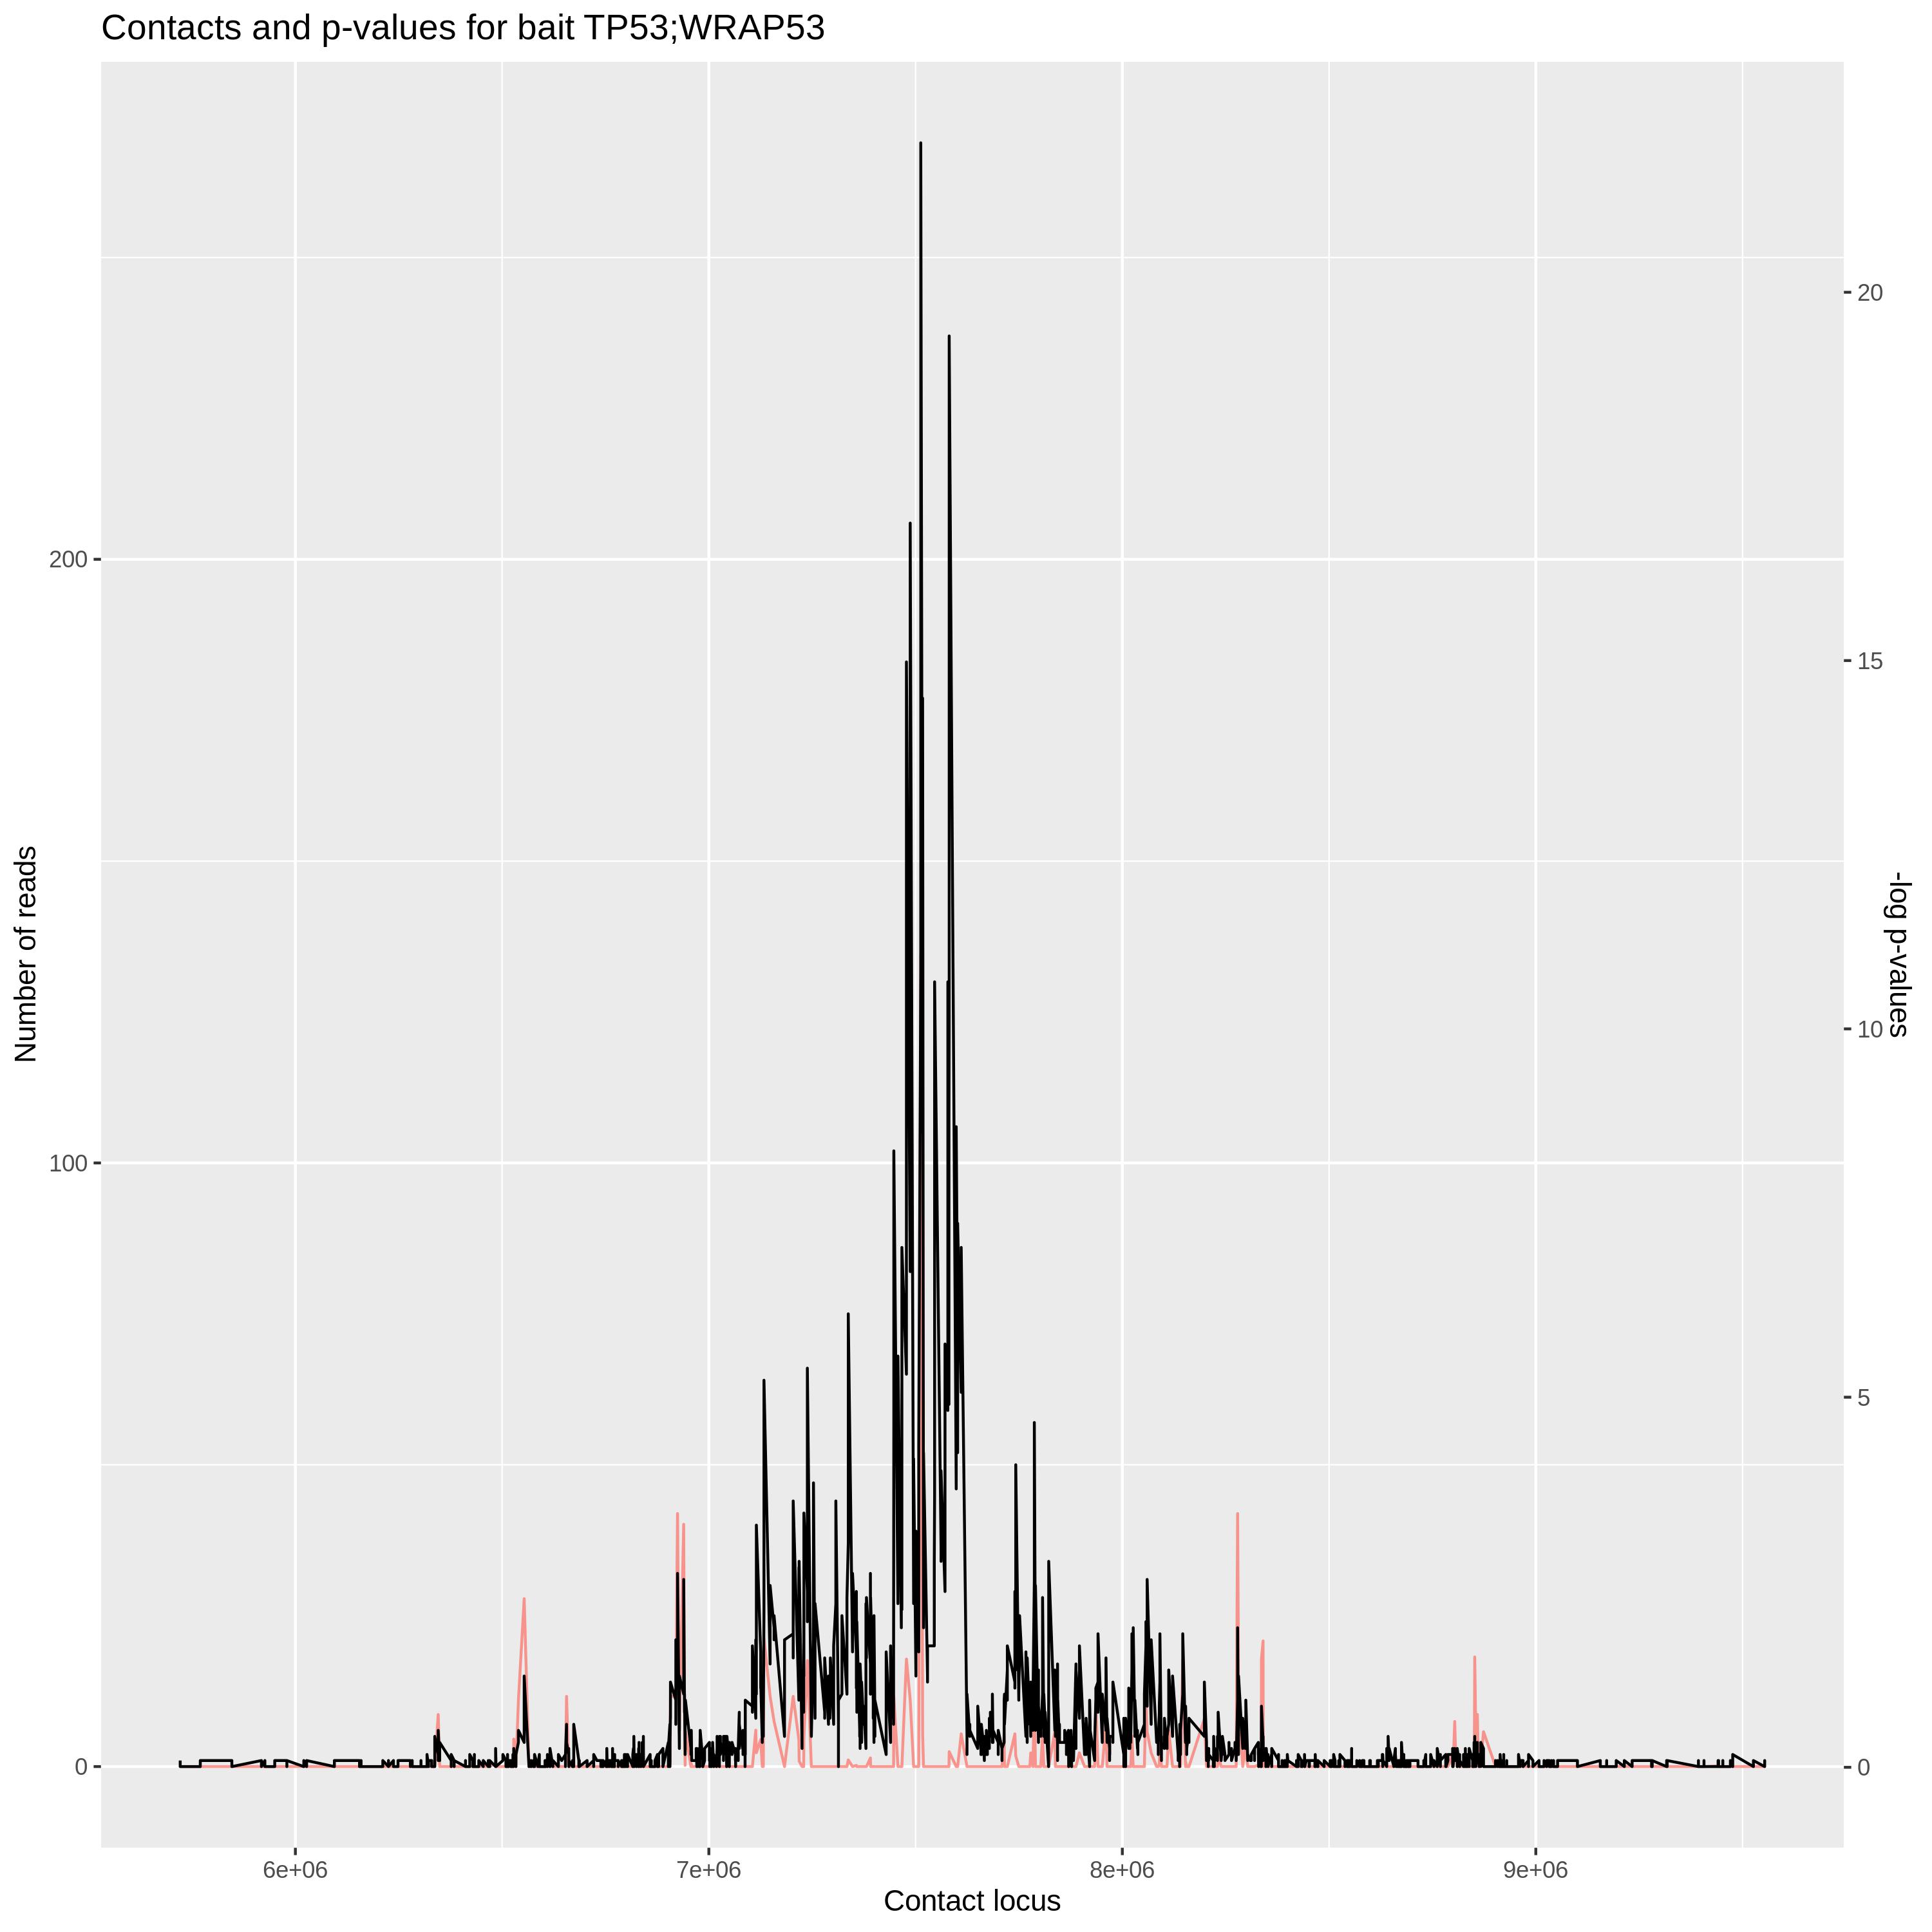 Contacts and p-values for bait TP53;WRAP53
Number of reads
200
100
0
20
15
10
5
0
-log p-values
6e+06
7e+06
8e+06
9e+06
Contact locus